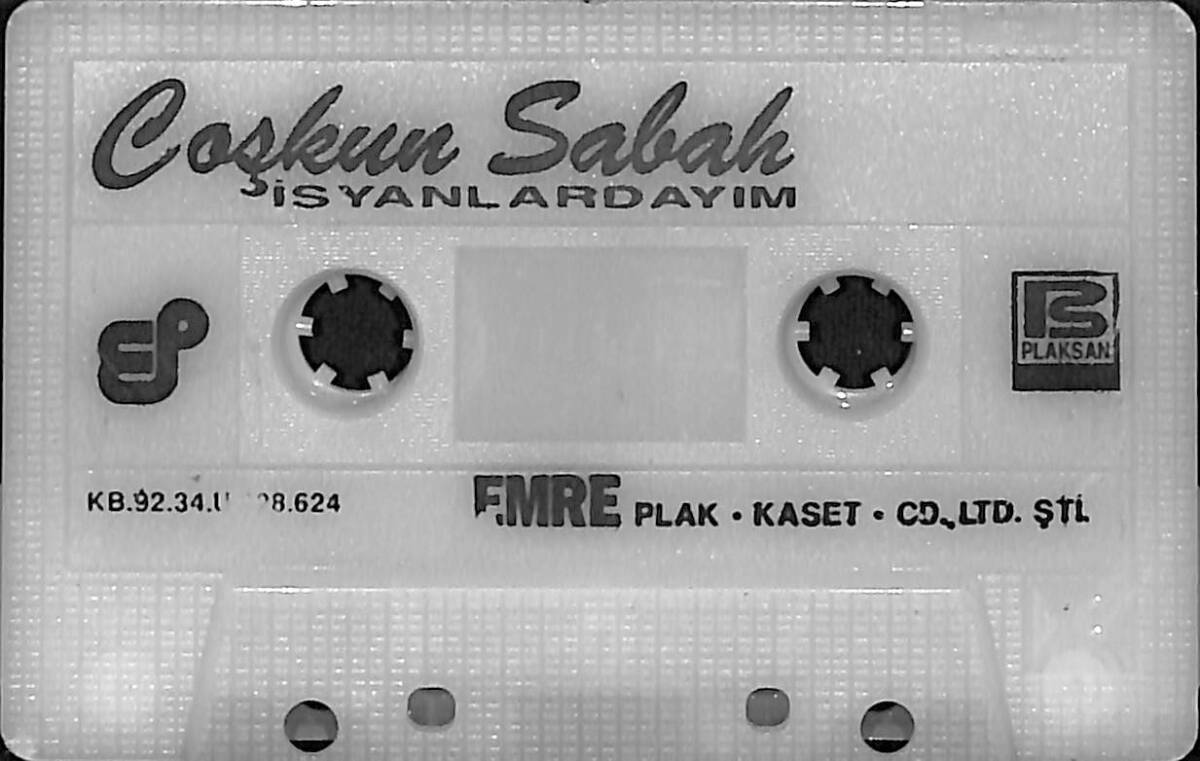 Coşkun Sabah
İSYANLARDAYIM
PLAKSAN
EMRE PLAK • KASET • CD., LTD. ŞTİ.